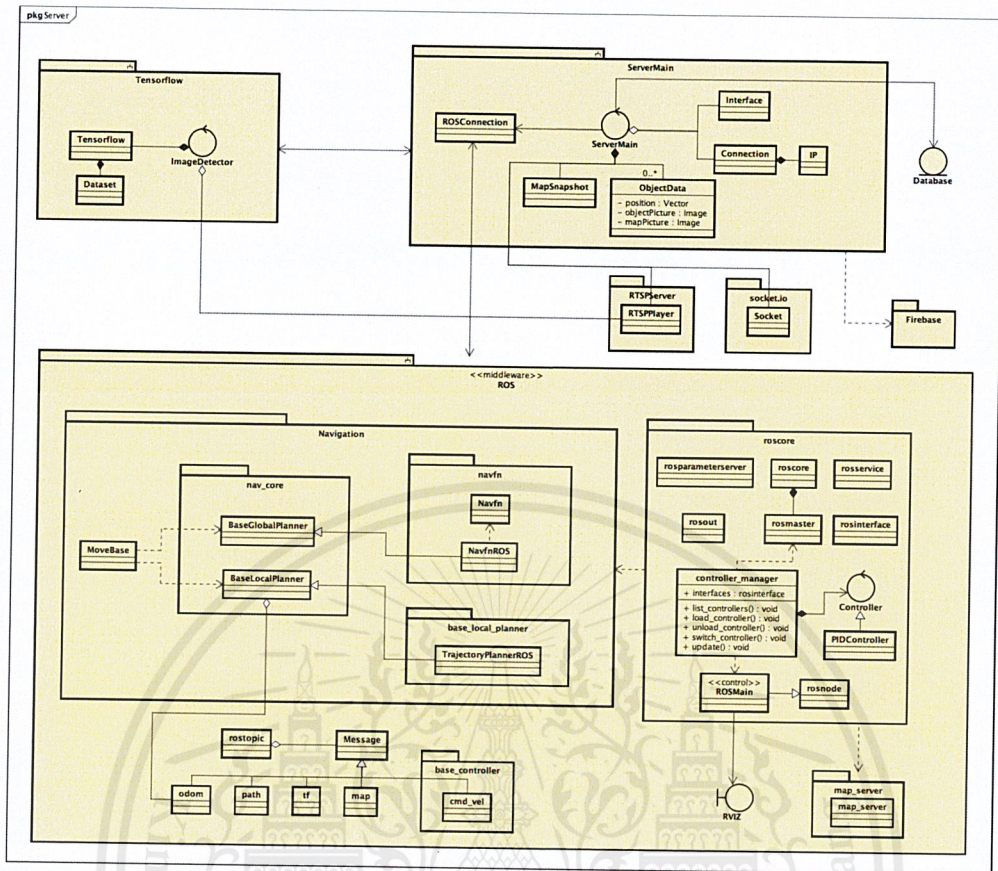 pkg Server
Tensorflow
Tensorflow
ImageDetector
Dataset
ServerMain
ROSConnection
ServerMain
Interface
Connection
IP
MapSnapshot
0..*
ObjectData
- position : Vector
- objectPicture : Image
- mapPicture : Image
Database
RTSPServer
RTSPPlayer
socket.io
Socket
Firebase
<<middleware>>
ROS
Navigation
nav_core
BaseGlobalPlanner
BaseLocalPlanner
MoveBase
navfn
Navfn
NavfnROS
base_local_planner
TrajectoryPlannerROS
roscore
rosparameterserver
roscore
rosservice
rosout
rosmaster
rosinterface
controller_manager
+ interfaces : rosinterface
+ list_controllers() : void
+ load_controller() : void
+ unload_controller() : void
+ switch_controller() : void
+ update() : void
Controller
PIDController
<<control>>
ROSMain
rosnode
rostopic
Message
odom
path
tf
map
base_controller
cmd_vel
RVIZ
map_server
map_server